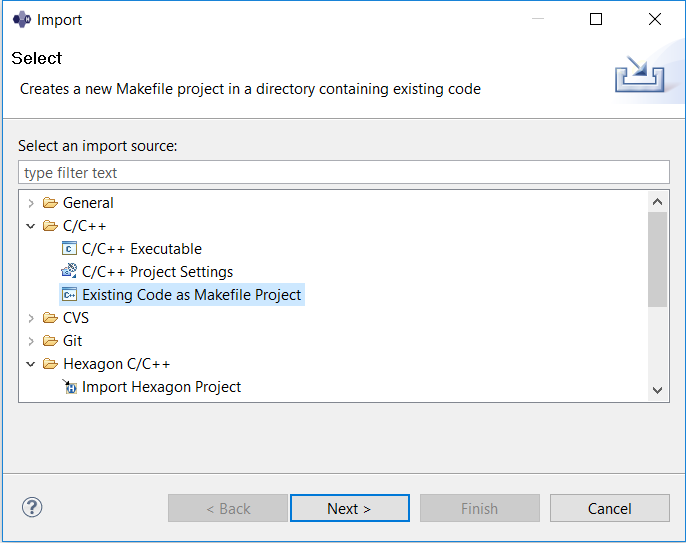 Import
Select
Creates a new Makefile project in a directory containing existing code
Select an import source:
type filter text
General
C/C++
C/C++ Executable
C/C++ Project Settings
Existing Code as Makefile Project
CVS
Git
Hexagon C/C++
Import Hexagon Project
?
< Back
Next >
Finish
Cancel